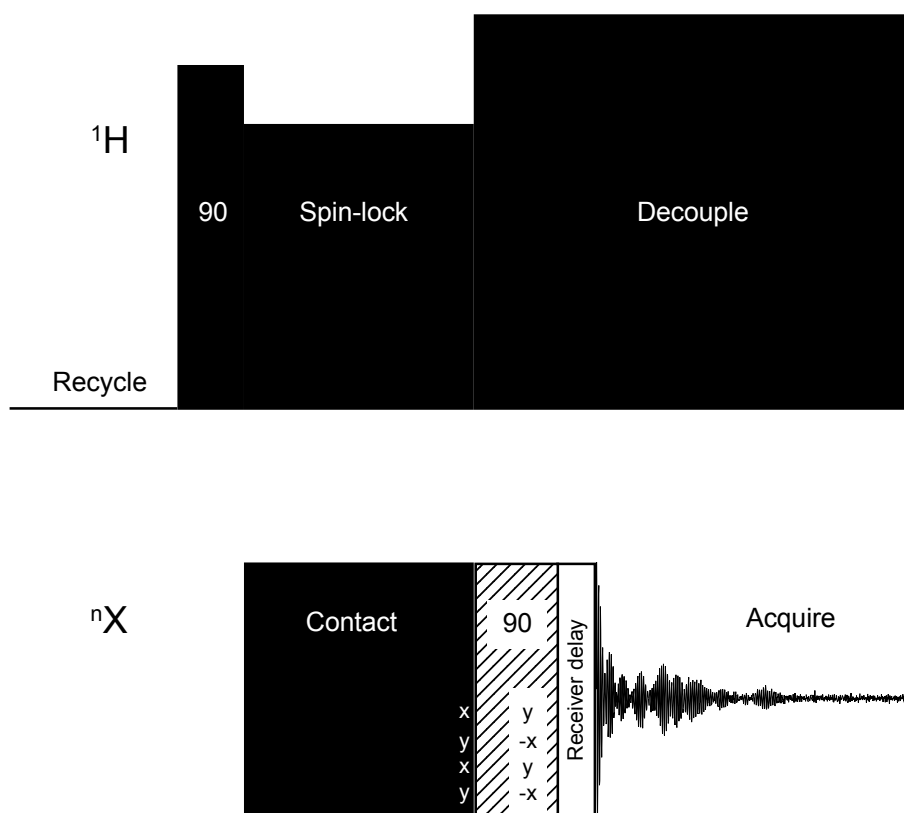 ¹H
90
Spin-lock
Decouple
Recycle
ⁿX
Contact
90
Receiver delay
Acquire
x y
y -x
x y
y -x